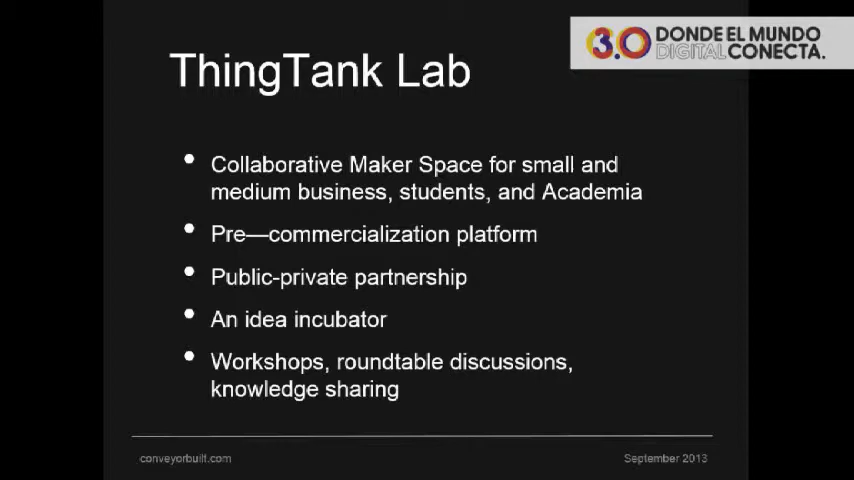 3.0 DONDE EL MUNDO
DIGITAL CONECTA.
ThingTank Lab
• Collaborative Maker Space for small and
medium business, students, and Academia
• Pre—commercialization platform
• Public-private partnership
• An idea incubator
• Workshops, roundtable discussions,
knowledge sharing
conveyorbuilt.com
September 2013